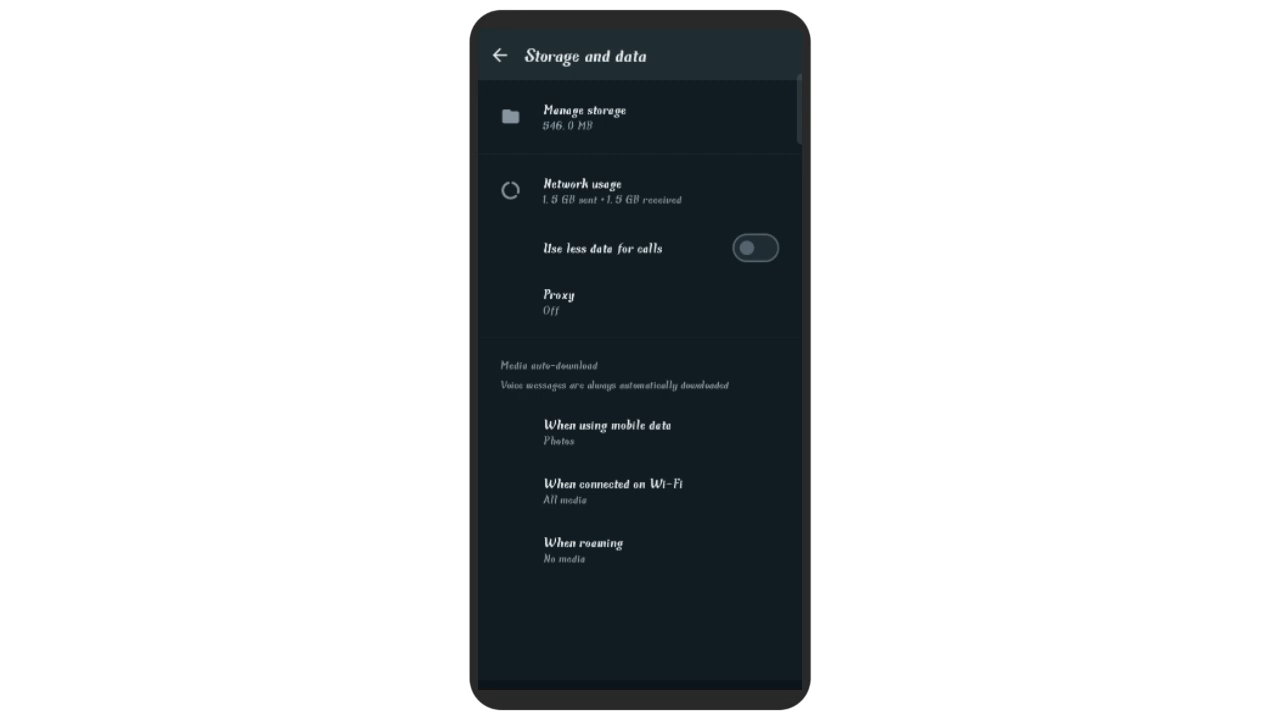 Storage and data
Manage storage
546.0 MB
Network usage
1.5 GB sent • 1.5 GB received
Use less data for calls
Proxy
Off
Media auto-download
Voice messages are always automatically downloaded
When using mobile data
Photos
When connected on Wi-Fi
All media
When roaming
No media